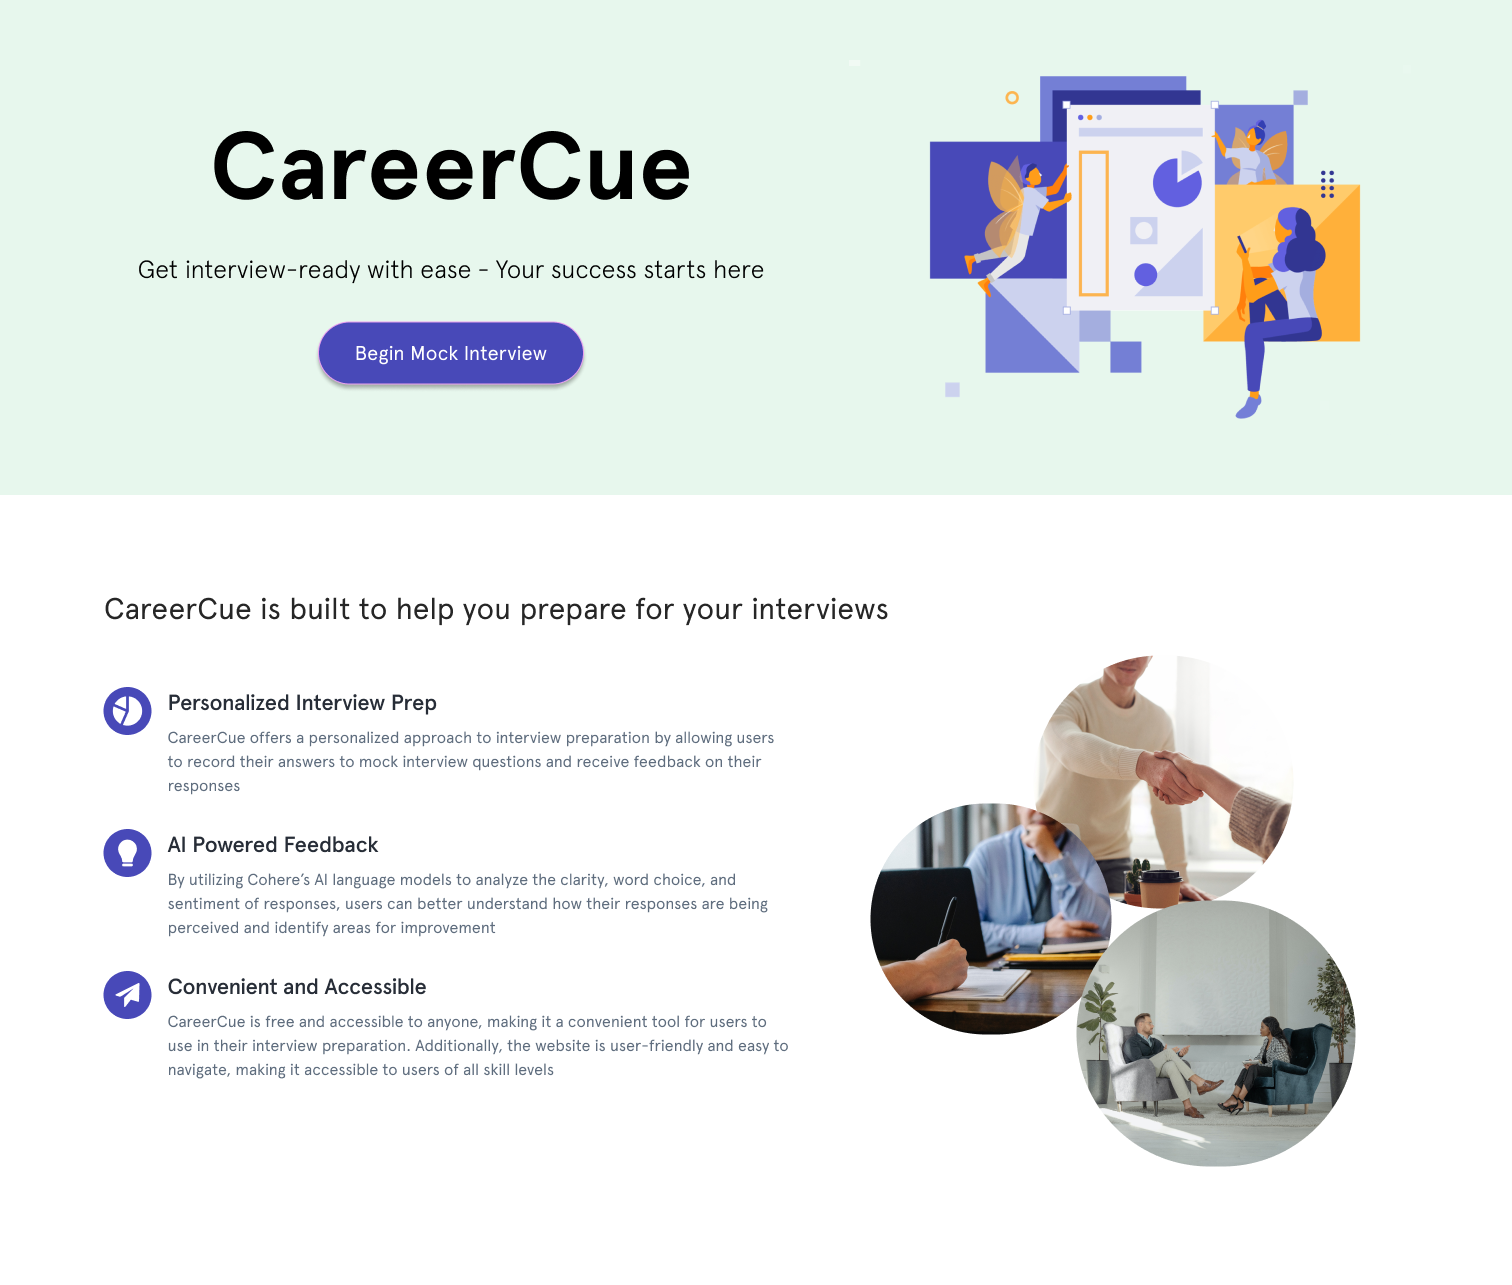 CareerCue
Get interview-ready with ease - Your success starts here
Begin Mock Interview
CareerCue is built to help you prepare for your interviews
Personalized Interview Prep
CareerCue offers a personalized approach to interview preparation by allowing users
to record their answers to mock interview questions and receive feedback on their
responses
AI Powered Feedback
By utilizing Cohere’s AI language models to analyze the clarity, word choice, and
sentiment of responses, users can better understand how their responses are being
perceived and identify areas for improvement
Convenient and Accessible
CareerCue is free and accessible to anyone, making it a convenient tool for users to
use in their interview preparation. Additionally, the website is user-friendly and easy to
navigate, making it accessible to users of all skill levels